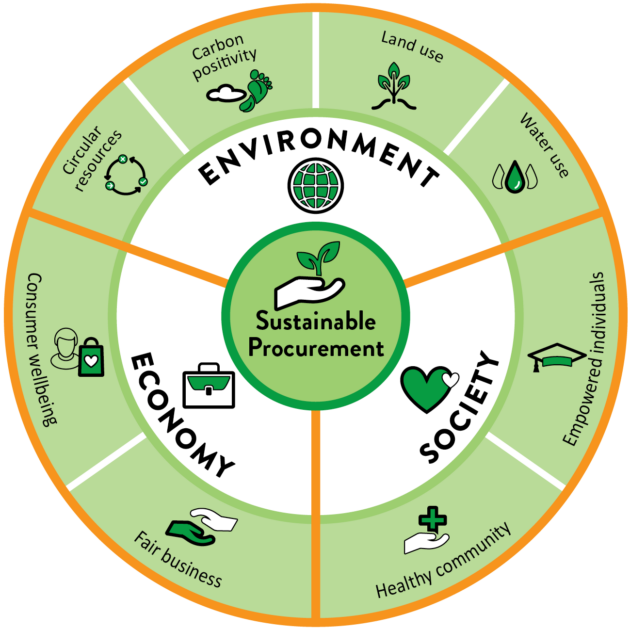 Carbon
positivity
Land use
Circular
resources
Water use
ENVIRONMENT
Sustainable
Procurement
Consumer wellbeing
Empowered individuals
ECONOMY
SOCIETY
Fair business
Healthy community